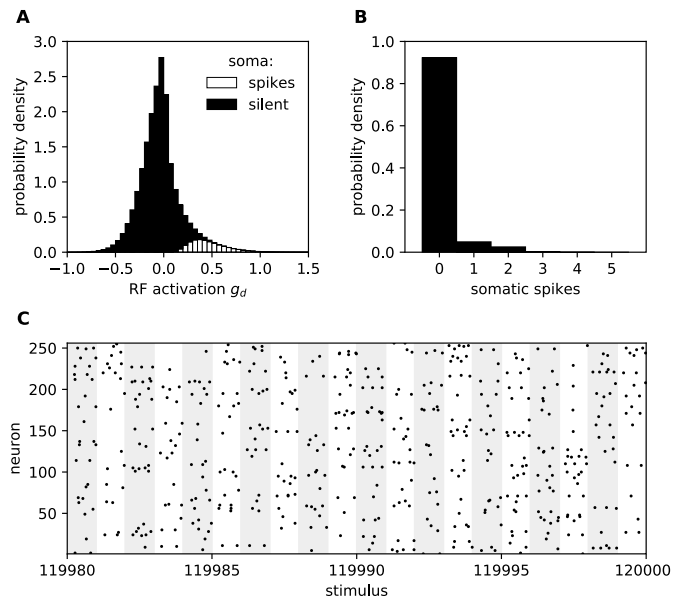 A
3.0
2.5
2.0
1.5
1.0
0.5
0.0
probability density
soma:
spikes
silent
−1.0 −0.5 0.0 0.5 1.0 1.5
RF activation g_d
B
1.0
0.8
0.6
0.4
0.2
0.0
probability density
0 1 2 3 4 5
somatic spikes
C
250
200
150
100
50
neuron
119980 119985 119990 119995 120000
stimulus